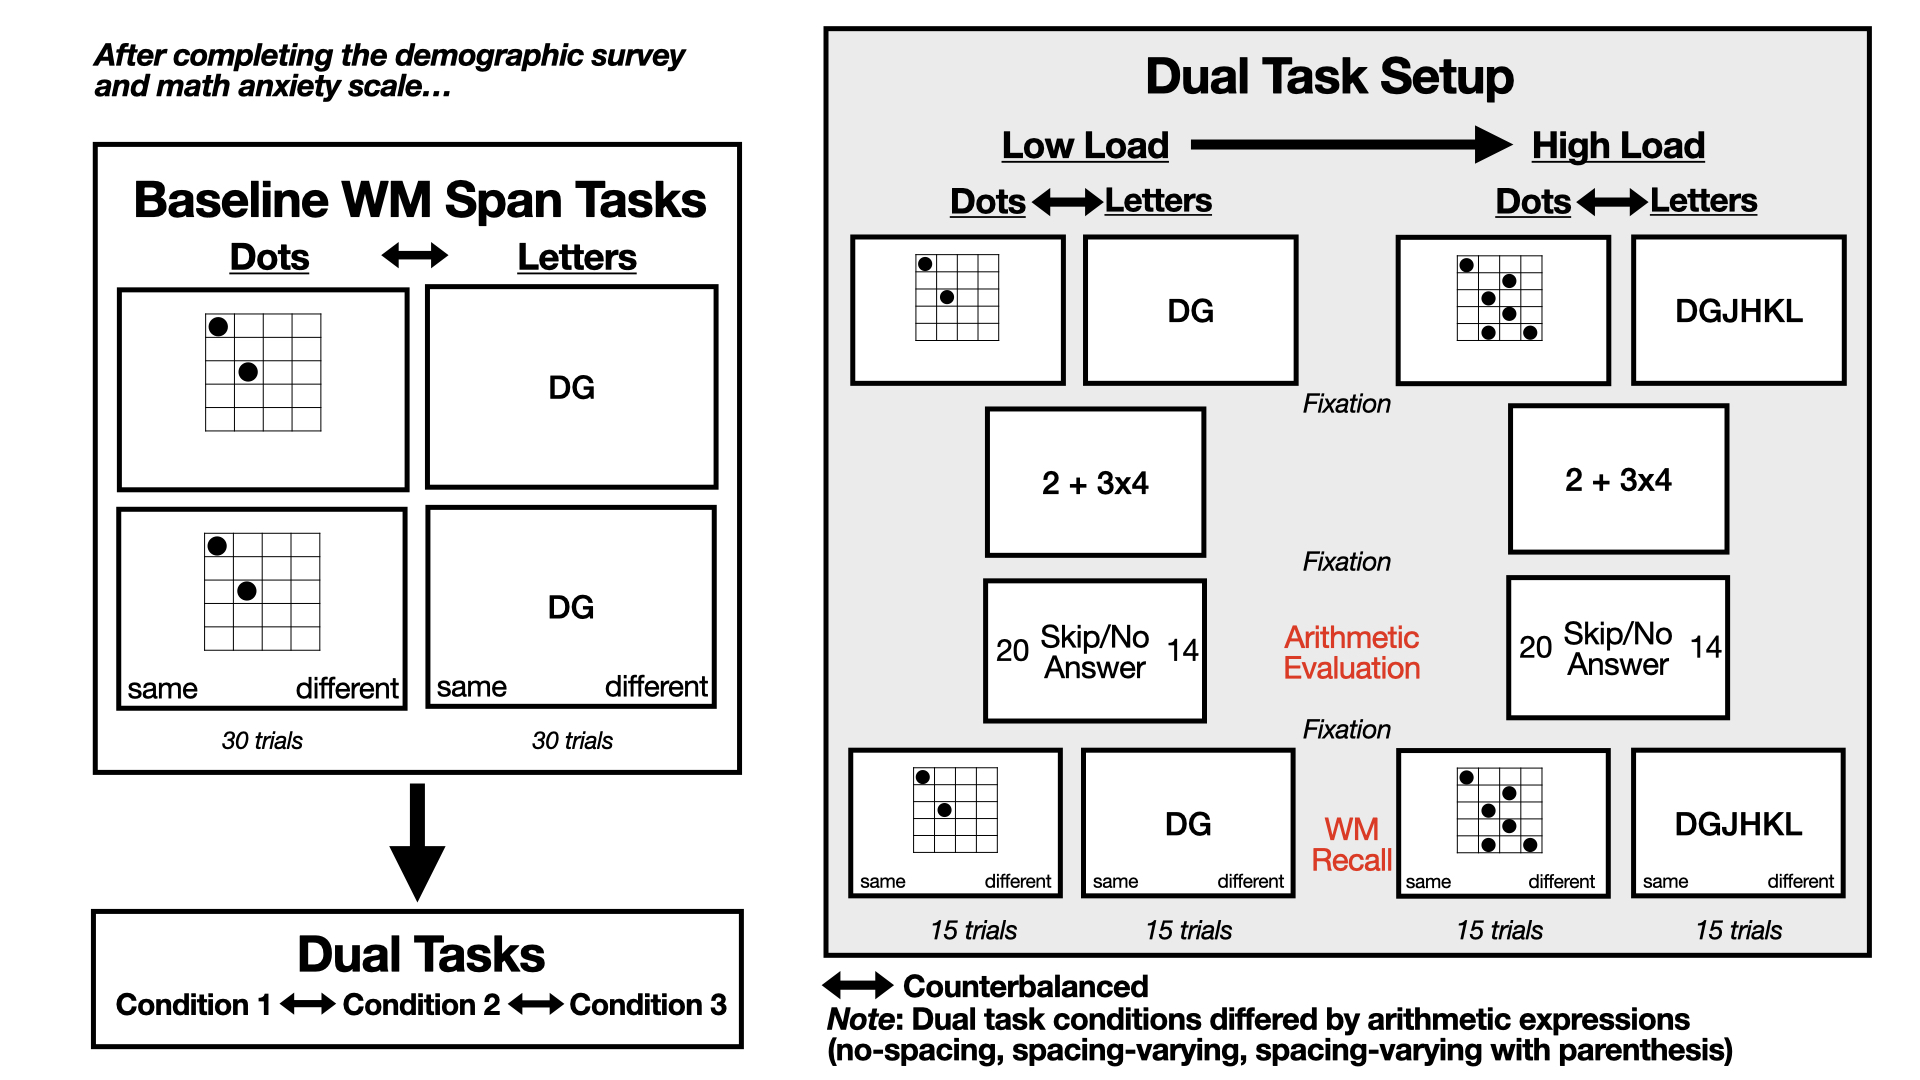 After completing the demographic survey
and math anxiety scale...
Baseline WM Span Tasks
Dots
Letters
DG
DG
same
different
same
different
30 trials
30 trials
Dual Tasks
Condition 1
Condition 2
Condition 3
Dual Task Setup
Low Load
High Load
Dots
Letters
Dots
Letters
DG
DGJHKL
Fixation
2 + 3x4
2 + 3x4
Fixation
20
Skip/No
Answer
14
Arithmetic
Evaluation
20
Skip/No
Answer
14
Fixation
DG
WM
Recall
DGJHKL
same
different
same
different
same
different
same
different
15 trials
15 trials
15 trials
15 trials
Counterbalanced
Note: Dual task conditions differed by arithmetic expressions
(no-spacing, spacing-varying, spacing-varying with parenthesis)